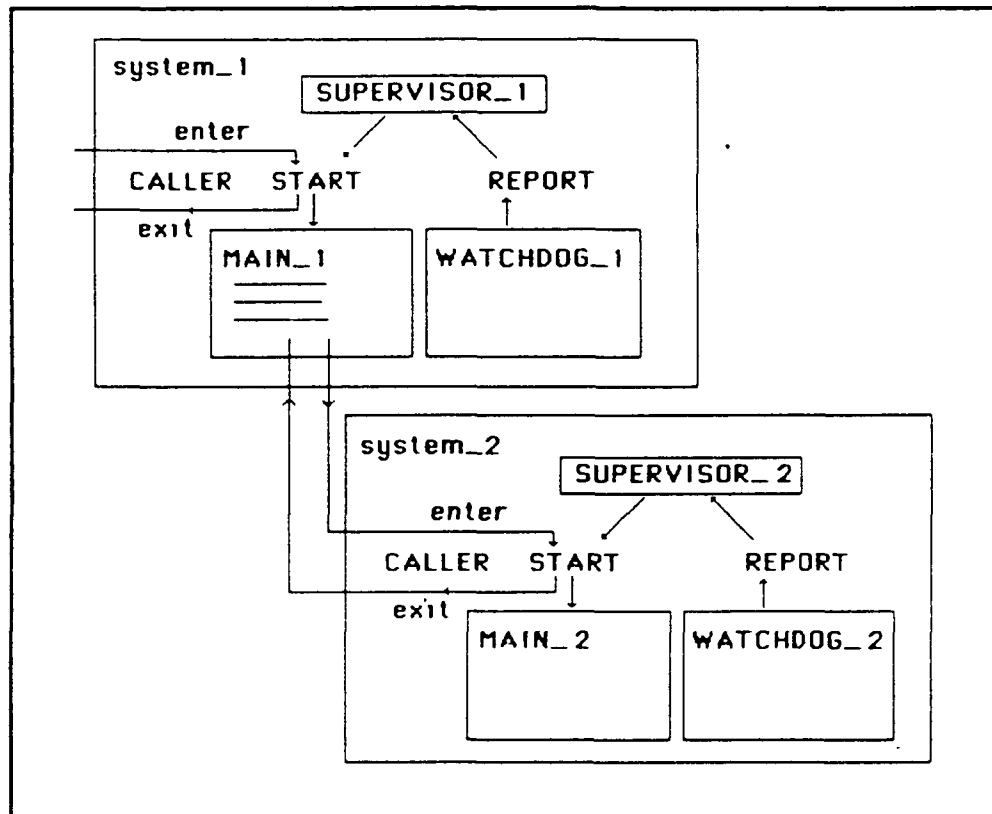 system_1
SUPERVISOR_1
enter
CALLER START REPORT
exit
MAIN_1 WATCHDOG_1
system_2
SUPERVISOR_2
enter
CALLER START REPORT
exit
MAIN_2 WATCHDOG_2